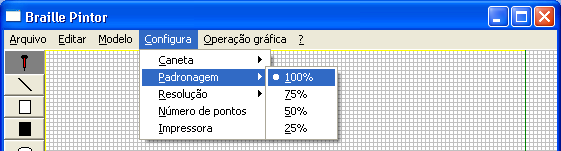 Braille Pintor
Arquivo Editar Modelo Configura Operação gráfica ?
Caneta
Padronagem 100%
Resolução 75%
Número de pontos 50%
Impressora 25%